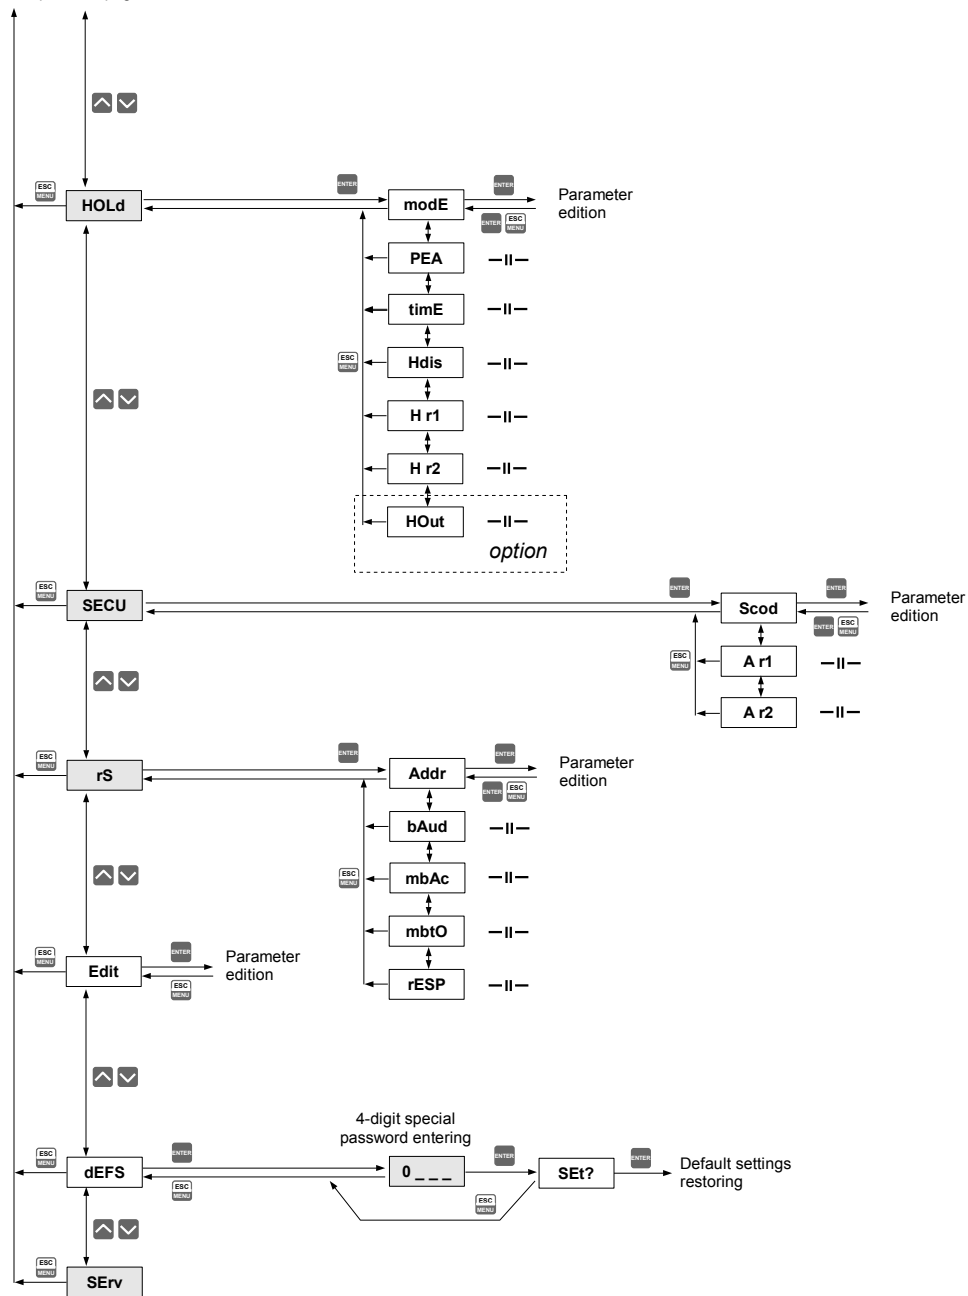 ESC
MENU
HOLd
ENTER
modE
ENTER
Parameter
edition
ENTER
ESC
MENU
PEA
—II—
timE
—II—
ESC
MENU
Hdis
—II—
H r1
—II—
H r2
—II—
HOut
—II—
option
ESC
MENU
SECU
ENTER
Scod
ENTER
Parameter
edition
ENTER
ESC
MENU
ESC
MENU
A r1
—II—
A r2
—II—
ESC
MENU
rS
ENTER
Addr
ENTER
Parameter
edition
ENTER
ESC
MENU
bAud
—II—
ESC
MENU
mbAc
—II—
mbtO
—II—
rESP
—II—
ESC
MENU
Edit
ENTER
ESC
MENU
Parameter
edition
4-digit special
password entering
ESC
MENU
dEFS
ENTER
ESC
MENU
0 _ _ _
ENTER
ESC
MENU
SEt?
ENTER
Default settings
restoring
ESC
MENU
SErv